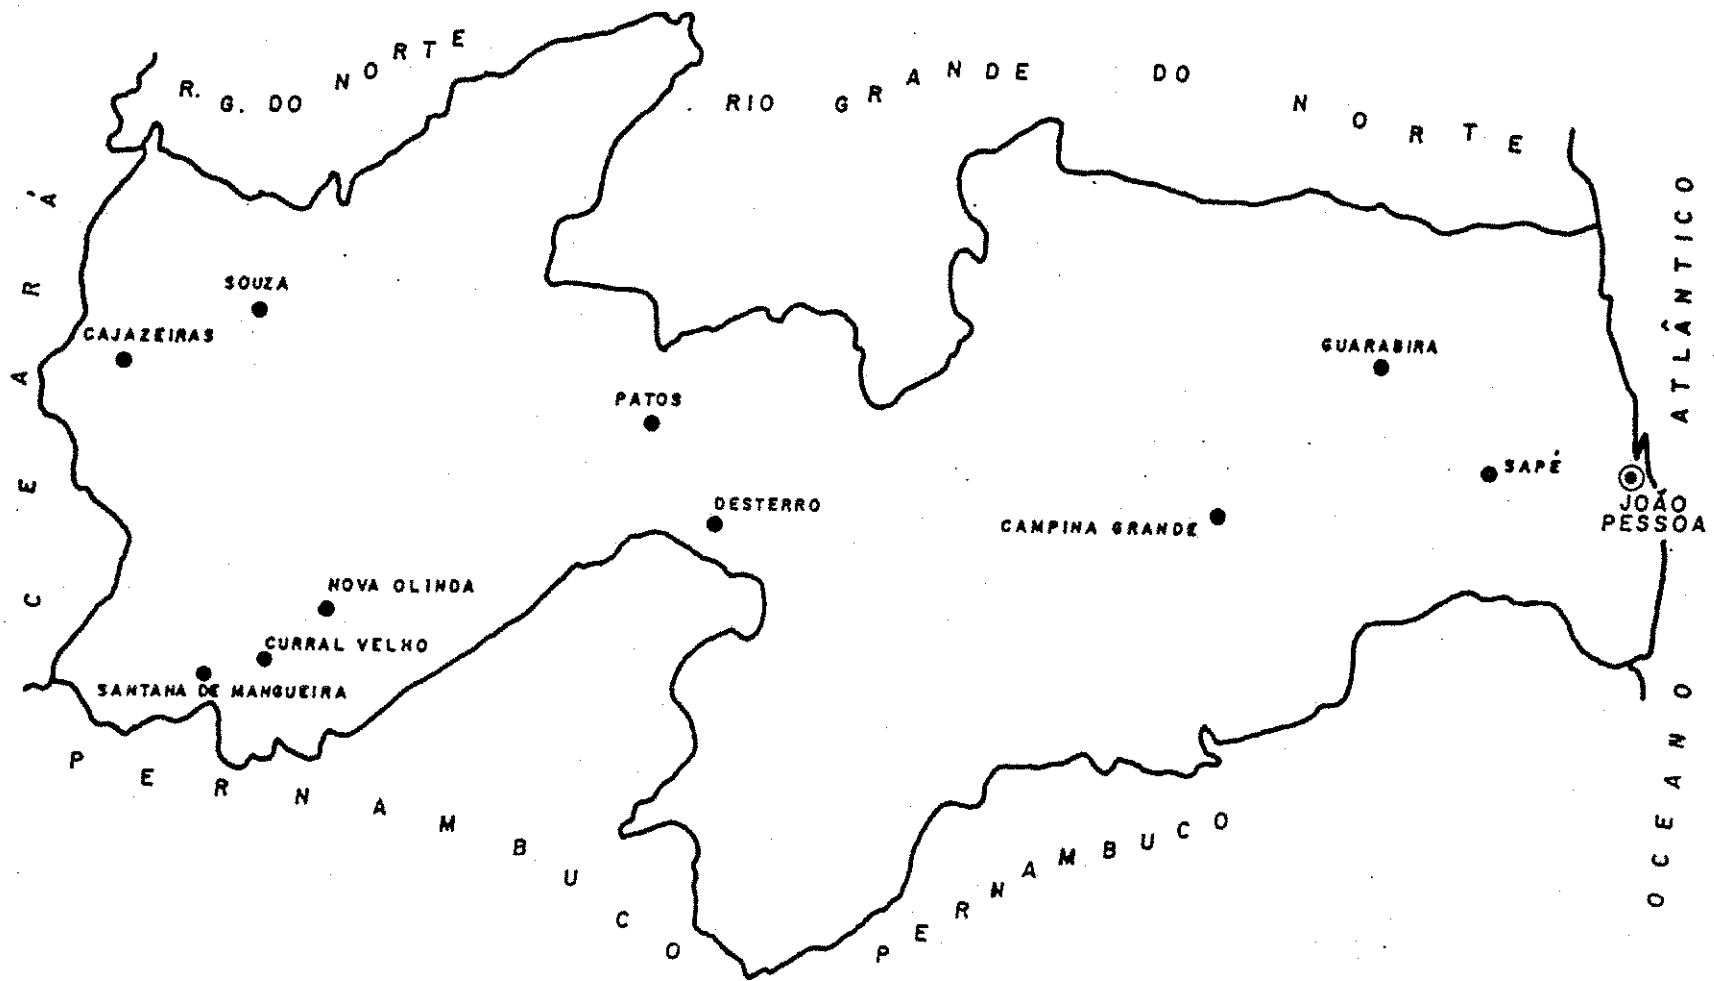 R. G. DO NORTE
RIO GRANDE DO NORTE
CEARÁ
OCEANO ATLÂNTICO
SOUZA
CAJAZEIRAS
GUARABIRA
PATOS
SAPÉ
DESTERRO
JOÃO
PESSOA
CAMPINA GRANDE
NOVA OLINDA
CURRAL VELHO
SANTANA DE MANGUEIRA
PERNAMBUCO
PERNAMBUCO